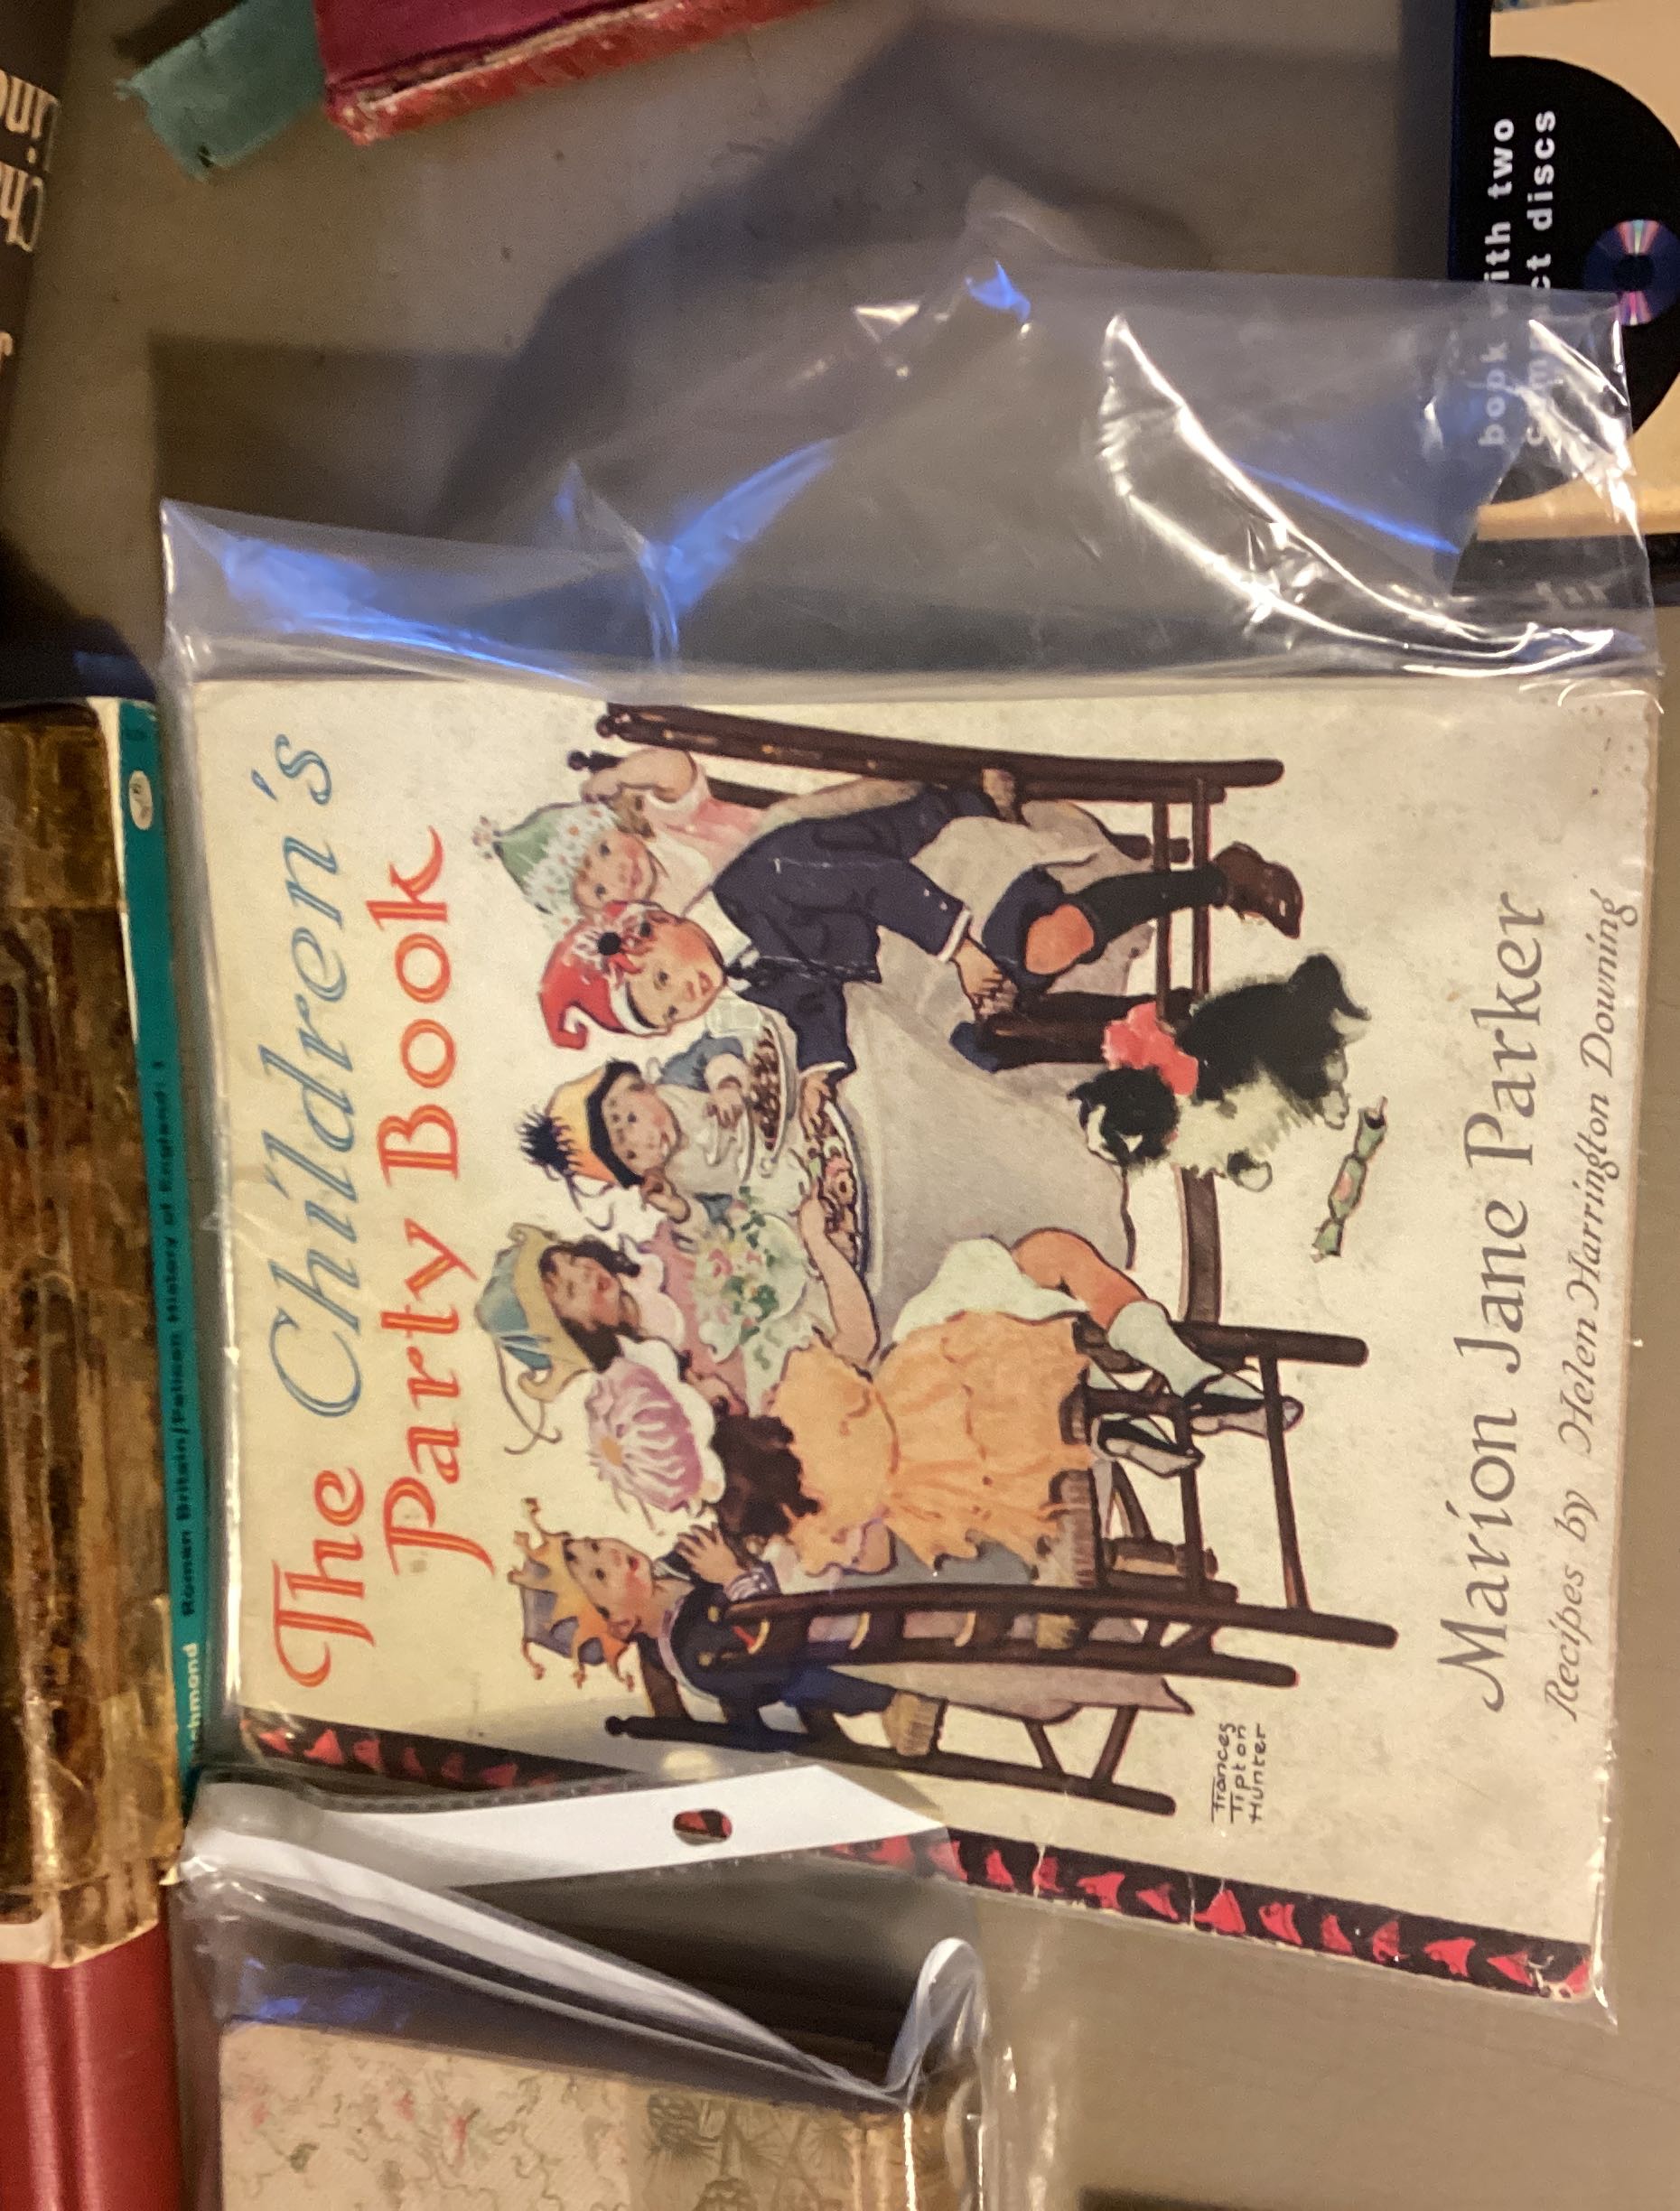 The Children's
Party Book
Frances
Tipton
Hunter
Marion Jane Parker
Recipes by Helen Harrington Downing
Roman Britain/Pelican History of England: 1
book with two
discs